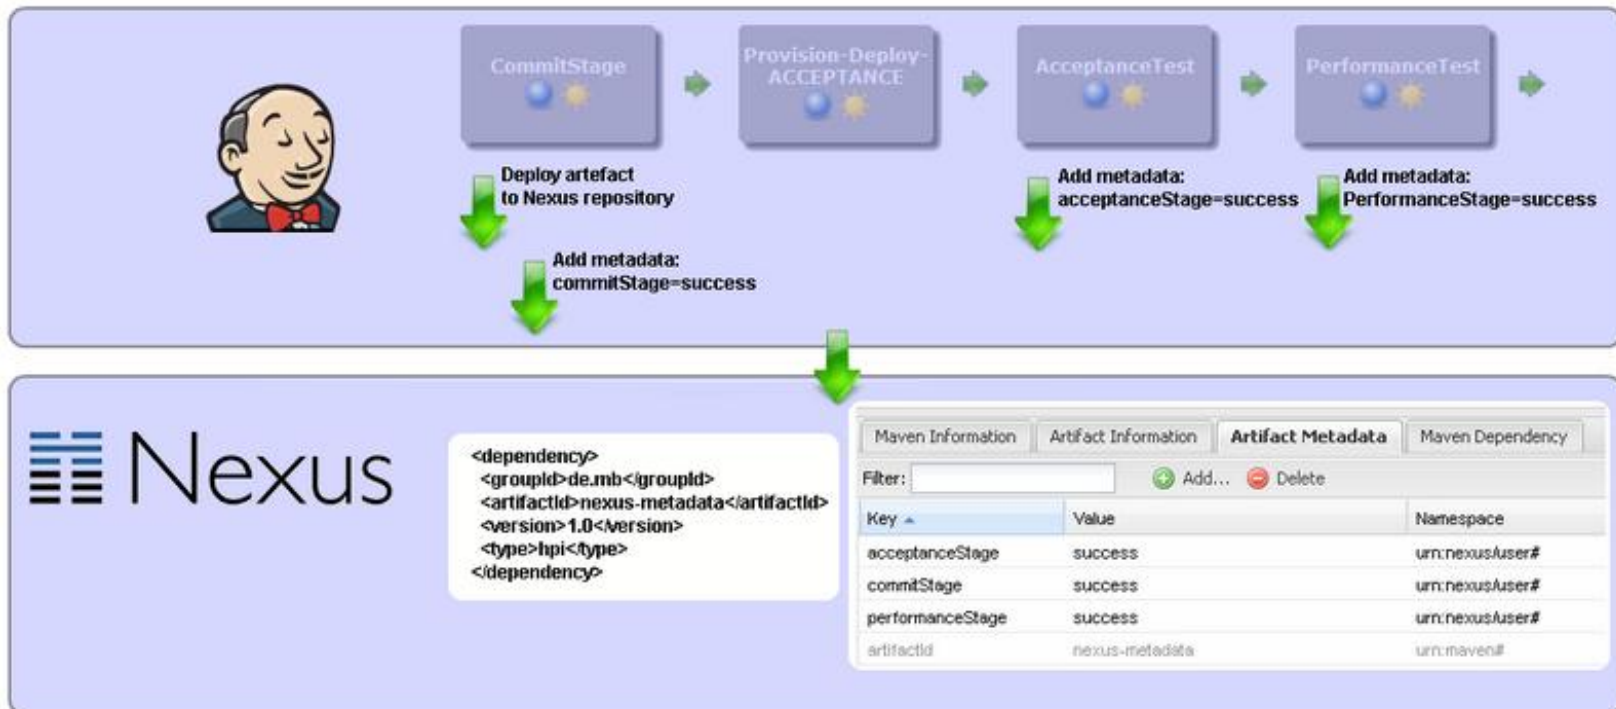 CommitStage
Provision-Deploy-
ACCEPTANCE
AcceptanceTest
PerformanceTest
Deploy artefact
to Nexus repository
Add metadata:
commitStage=success
Add metadata:
acceptanceStage=success
Add metadata:
PerformanceStage=success
Nexus
<dependency>
<groupId>de.mb</groupId>
<artifactId>nexus-metadata</artifactId>
<version>1.0</version>
<type>hpi</type>
</dependency>
Maven Information Artifact Information Artifact Metadata Maven Dependency
Filter: Add... Delete
Key Value Namespace
acceptanceStage success urn:nexus/user#
commitStage success urn:nexus/user#
performanceStage success urn:nexus/user#
artifactId nexus-metadata urn:maven#